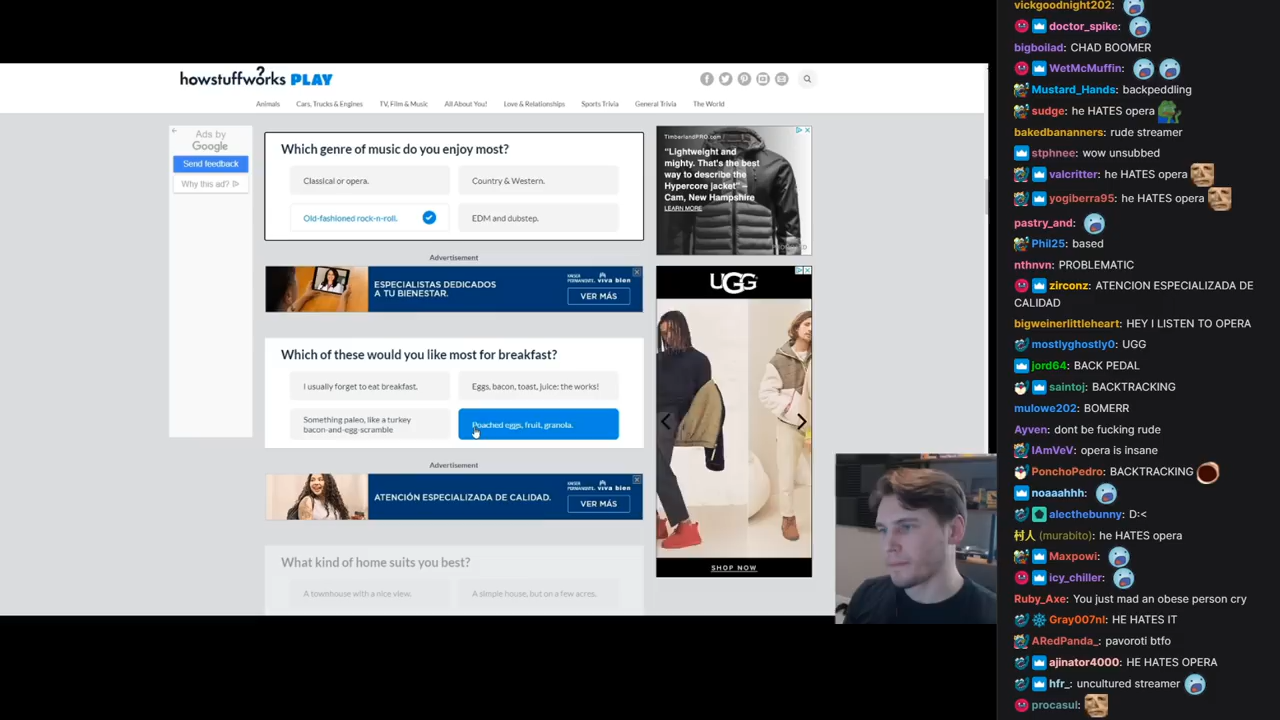 howstuffworks PLAY
Animals
Cars, Trucks & Engines
TV, Film & Music
All About You!
Love & Relationships
Sports Trivia
General Trivia
The World
Ads by
Google
Send feedback
Why this ad?
Which genre of music do you enjoy most?
Classical or opera.
Country & Western.
Old-fashioned rock-n-roll.
EDM and dubstep.
Advertisement
ESPECIALISTAS DEDICADOS
A TU BIENESTAR.
viva bien
VER MÁS
Which of these would you like most for breakfast?
I usually forget to eat breakfast.
Eggs, bacon, toast, juice: the works!
Something paleo, like a turkey
bacon-and-egg-scramble
Poached eggs, fruit, granola.
Advertisement
ATENCIÓN ESPECIALIZADA DE CALIDAD.
viva bien
VER MÁS
What kind of home suits you best?
A townhouse with a nice view.
A simple house, but on a few acres.
TimberlandPRO.com
"Lightweight and
mighty. That's the best
way to describe the
Hypercore jacket" –
Cam, New Hampshire
LEARN MORE
UGG
SHOP NOW
vickgoodnight202:
doctor_spike:
bigboilad: CHAD BOOMER
WetMcMuffin:
Mustard_Hands: backpeddling
sudge: he HATES opera
bakedbananners: rude streamer
stphnee: wow unsubbed
valcritter: he HATES opera
yogiberra95: he HATES opera
pastry_and:
Phil25: based
nthnvn: PROBLEMATIC
zirconz: ATENCION ESPECIALIZADA DE
CALIDAD
bigweinerlittleheart: HEY I LISTEN TO OPERA
mostlyghostly0: UGG
jord64: BACK PEDAL
saintoj: BACKTRACKING
mulowe202: BOMERR
Ayven: dont be fucking rude
IAmVeV: opera is insane
PonchoPedro: BACKTRACKING
noaaahhh:
alecthebunny: D:<
村人 (murabito): he HATES opera
Maxpowi:
icy_chiller:
Ruby_Axe: You just mad an obese person cry
Gray007nl: HE HATES IT
ARedPanda_: pavoroti btfo
ajinator4000: HE HATES OPERA
hfr_: uncultured streamer
procasul: